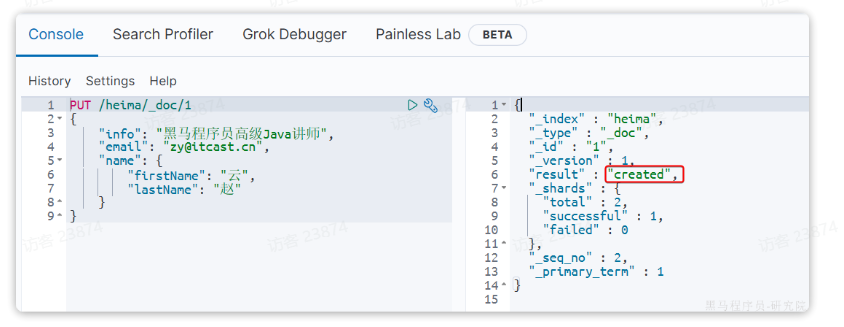 Console Search Profiler Grok Debugger Painless Lab BETA
History Settings Help
1 PUT /heima/_doc/1
2 {
3 "info": "黑马程序员高级Java讲师",
4 "email": "zy@itcast.cn",
5 "name": {
6 "firstName": "云",
7 "lastName": "赵"
8 }
9 }
1 {
2 "_index" : "heima",
3 "_type" : "_doc",
4 "_id" : "1",
5 "_version" : 1,
6 "result" : "created",
7 "_shards" : {
8 "total" : 2,
9 "successful" : 1,
10 "failed" : 0
11 },
12 "_seq_no" : 2,
13 "_primary_term" : 1
14 }
15
访客 23874
访客 23874
访客 23874
访客 23874
黑马程序员-研究院